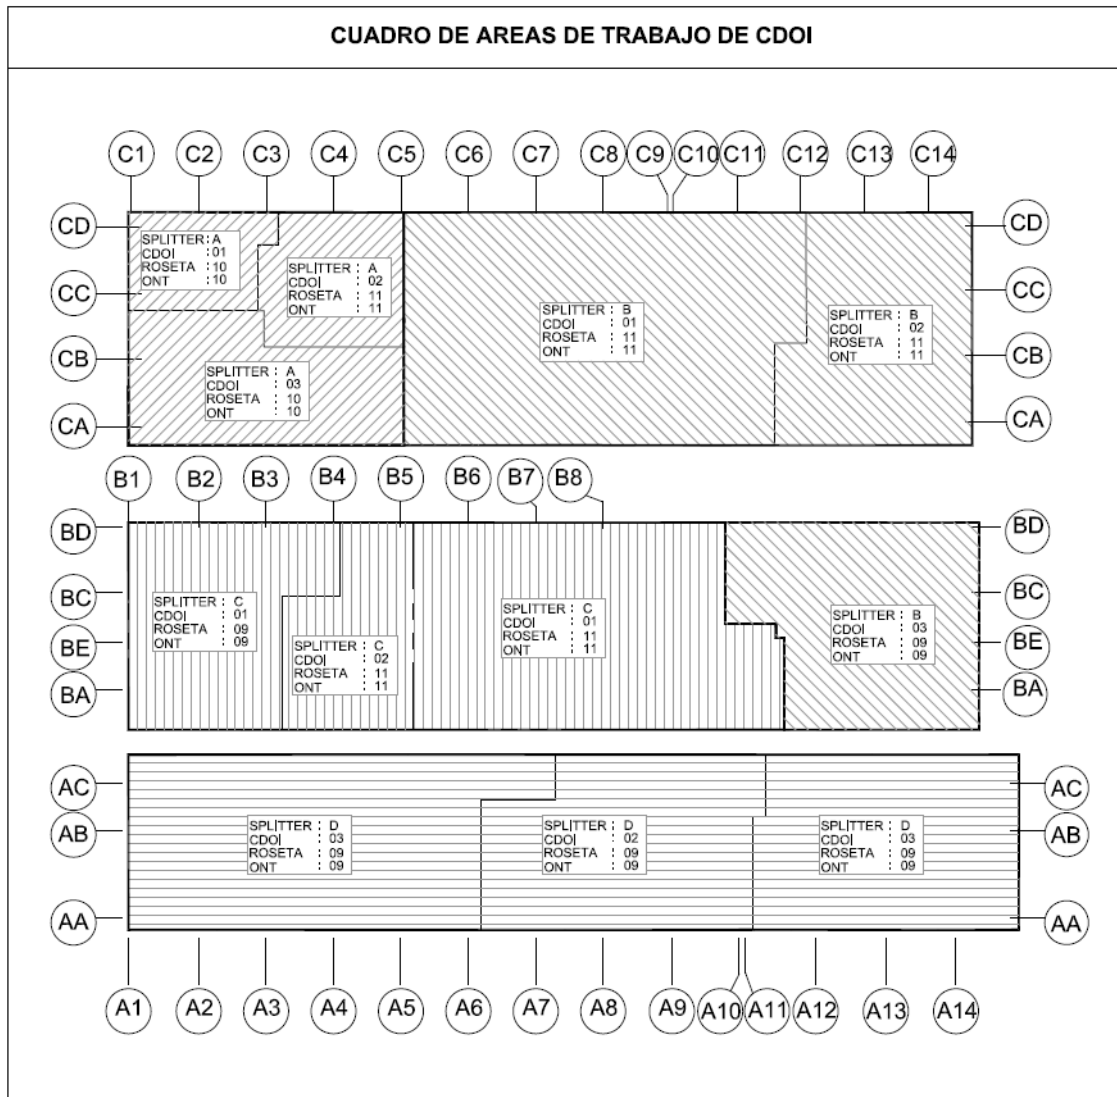 CUADRO DE AREAS DE TRABAJO DE CDOI
C1 C2 C3 C4 C5 C6 C7 C8 C9 C10 C11 C12 C13 C14
CD CD
SPLITTER : A
CDOI : 01
ROSETA : 10
ONT : 10
SPLITTER : A
CDOI : 02
ROSETA : 11
ONT : 11
CC CC
SPLITTER : B
CDOI : 01
ROSETA : 11
ONT : 11
SPLITTER : B
CDOI : 02
ROSETA : 11
ONT : 11
CB CB
SPLITTER : A
CDOI : 03
ROSETA : 10
ONT : 10
CA CA
B1 B2 B3 B4 B5 B6 B7 B8
BD BD
BC BC
SPLITTER : C
CDOI : 01
ROSETA : 09
ONT : 09
SPLITTER : C
CDOI : 02
ROSETA : 11
ONT : 11
SPLITTER : C
CDOI : 01
ROSETA : 11
ONT : 11
SPLITTER : B
CDOI : 03
ROSETA : 09
ONT : 09
BE BE
BA BA
AC AC
AB AB
SPLITTER : D
CDOI : 03
ROSETA : 09
ONT : 09
SPLITTER : D
CDOI : 02
ROSETA : 09
ONT : 09
SPLITTER : D
CDOI : 03
ROSETA : 09
ONT : 09
AA AA
A1 A2 A3 A4 A5 A6 A7 A8 A9 A10 A11 A12 A13 A14